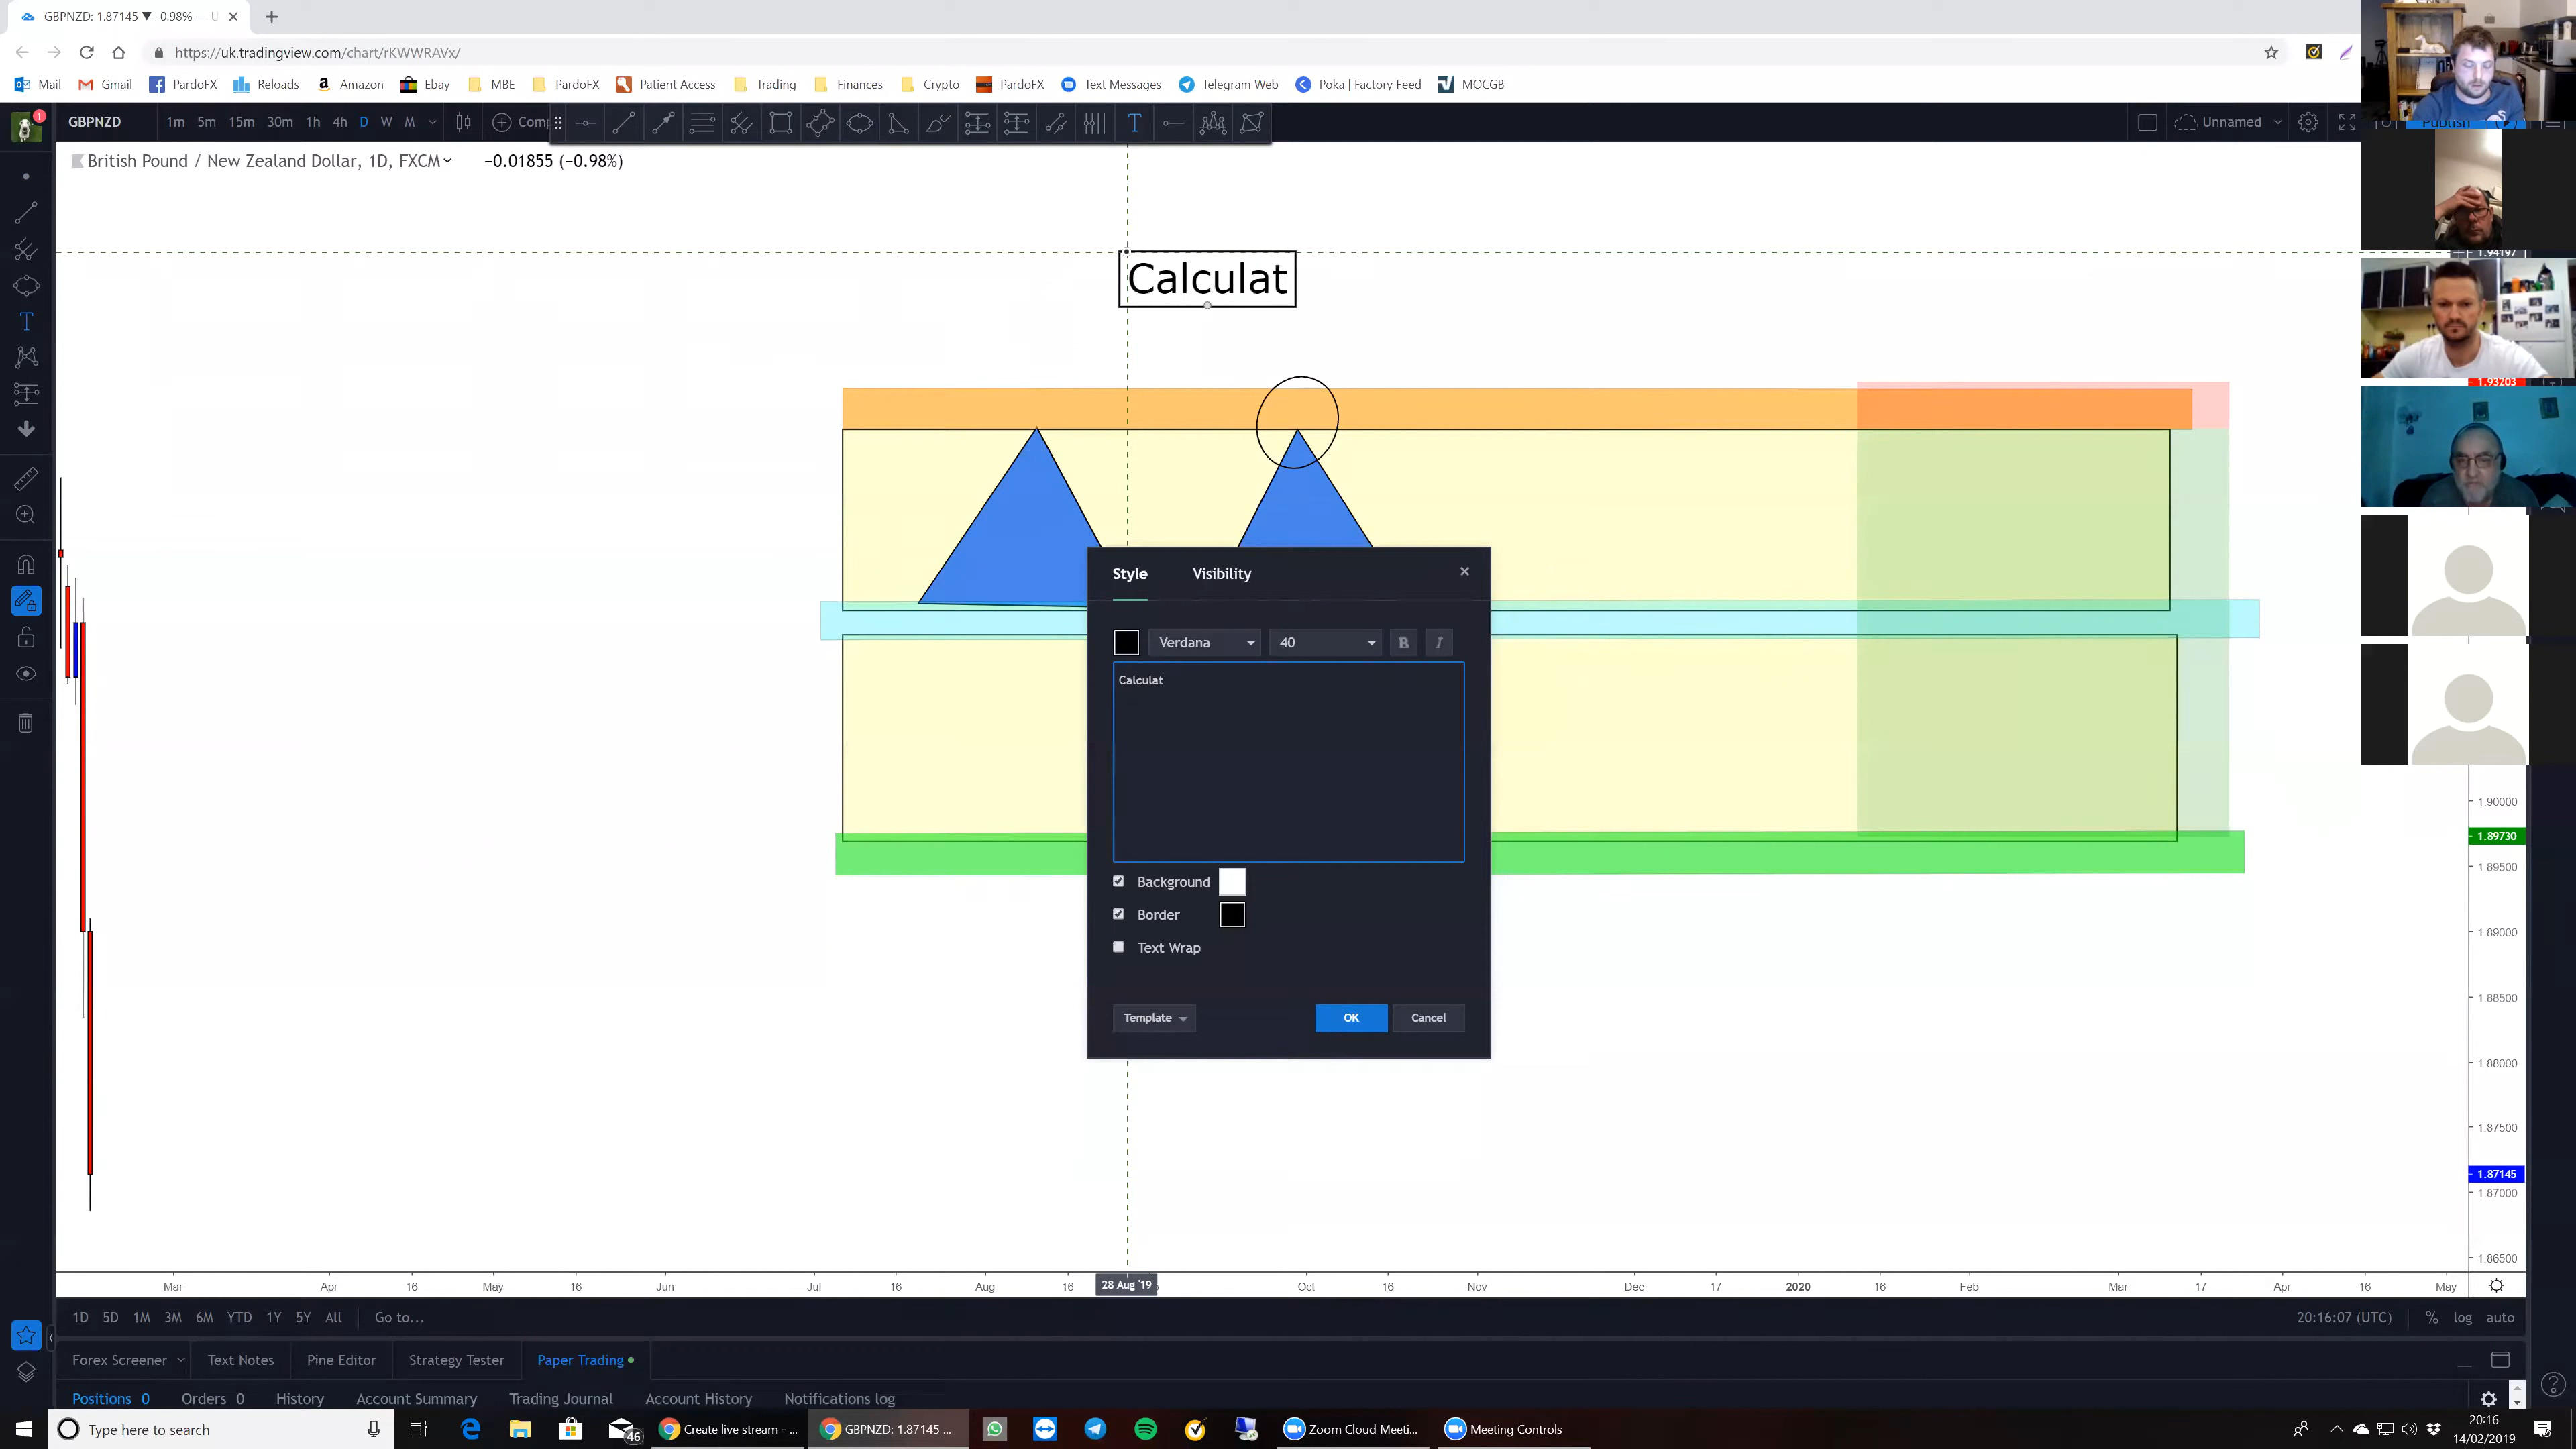 GBPNZD: 1.87145 ▼−0.98% — U
https://uk.tradingview.com/chart/rKWWRAVx/
Mail Gmail PardoFX Reloads Amazon Ebay MBE PardoFX Patient Access Trading Finances Crypto PardoFX Text Messages Telegram Web Poka | Factory Feed MOCGB
1 GBPNZD 1m 5m 15m 30m 1h 4h D W M Comp T Unnamed Publish
British Pound / New Zealand Dollar, 1D, FXCM −0.01855 (−0.98%)
1.94197
Calculat
1.93203
Style Visibility
Verdana 40 B I
Calculat
1.90000
1.89730
1.89500
Background
Border
1.89000
Text Wrap
1.88500
Template OK Cancel
1.88000
1.87500
1.87145
1.87000
1.86500
Mar Apr 16 May 16 Jun Jul 16 Aug 16 28 Aug '19 Oct 16 Nov Dec 17 2020 16 Feb Mar 17 Apr 16 May
1D 5D 1M 3M 6M YTD 1Y 5Y All Go to... 20:16:07 (UTC) % log auto
Forex Screener Text Notes Pine Editor Strategy Tester Paper Trading
Positions 0 Orders 0 History Account Summary Trading Journal Account History Notifications log
Type here to search 46 Create live stream - ... GBPNZD: 1.87145 ... Zoom Cloud Meeti... Meeting Controls 20:16
14/02/2019